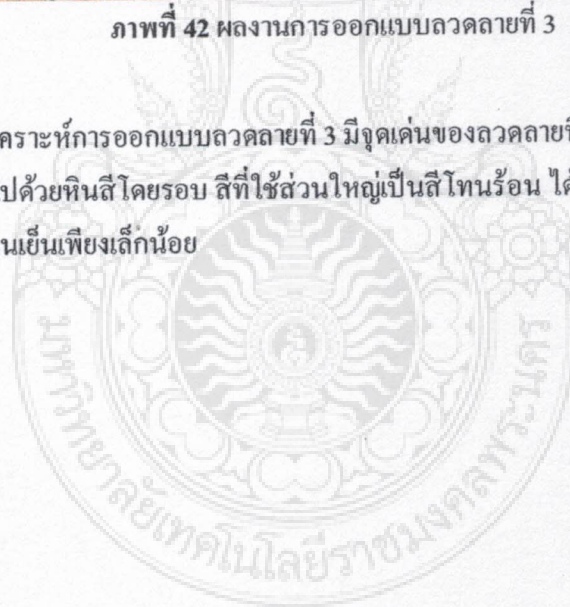 ภาพที่ 42 ผลงานการออกแบบลวดลายที่ 3
คราะห์การออกแบบลวดลายที่ 3 มีจุดเด่นของลวดลายที่
ปด้วยหินสีโดยรอบ สีที่ใช้ส่วนใหญ่เป็นสีโทนร้อน ได้
นเย็นเพียงเล็กน้อย
มหาวิทยาลัยเทคโนโลยีราชมงคลพระนคร